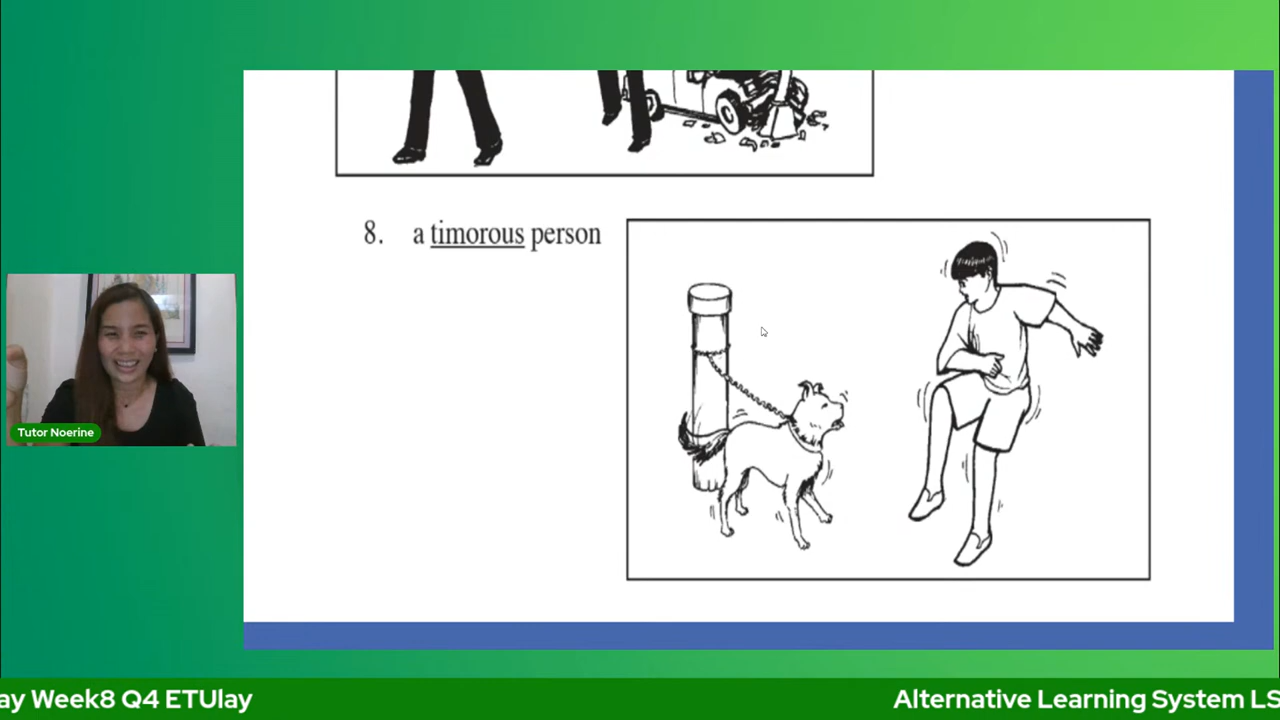 8. a timorous person
Tutor Noerine
ay Week8 Q4 ETUlay
Alternative Learning System LS